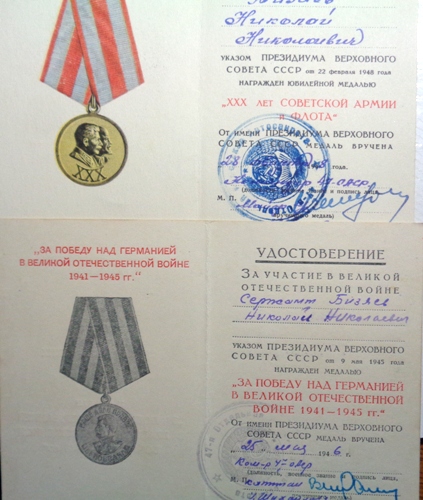 Николай
Николаевич
УКАЗОМ ПРЕЗИДИУМА ВЕРХОВНОГО
СОВЕТА СССР от 22 февраля 1948 года
НАГРАЖДЕН ЮБИЛЕЙНОЙ МЕДАЛЬЮ
"XXX ЛЕТ СОВЕТСКОЙ АРМИИ
и ФЛОТА"
От имени ПРЕЗИДИУМА ВЕРХОВНОГО
СОВЕТА СССР МЕДАЛЬ ВРУЧЕНА
28
года.
М. П.
XXX
"ЗА ПОБЕДУ НАД ГЕРМАНИЕЙ
В ВЕЛИКОЙ ОТЕЧЕСТВЕННОЙ ВОЙНЕ
1941—1945 гг."
УДОСТОВЕРЕНИЕ
ЗА УЧАСТИЕ В ВЕЛИКОЙ
ОТЕЧЕСТВЕННОЙ ВОЙНЕ
Сержант Бизяев
Николай Николаевич
УКАЗОМ ПРЕЗИДИУМА ВЕРХОВНОГО
СОВЕТА СССР от 9 мая 1945 года
НАГРАЖДЕН МЕДАЛЬЮ
"ЗА ПОБЕДУ НАД ГЕРМАНИЕЙ
В ВЕЛИКОЙ ОТЕЧЕСТВЕННОЙ
ВОЙНЕ 1941—1945 гг."
От имени ПРЕЗИДИУМА ВЕРХОВНОГО
СОВЕТА СССР МЕДАЛЬ ВРУЧЕНА
"25" мая 1946 г.
М. П.